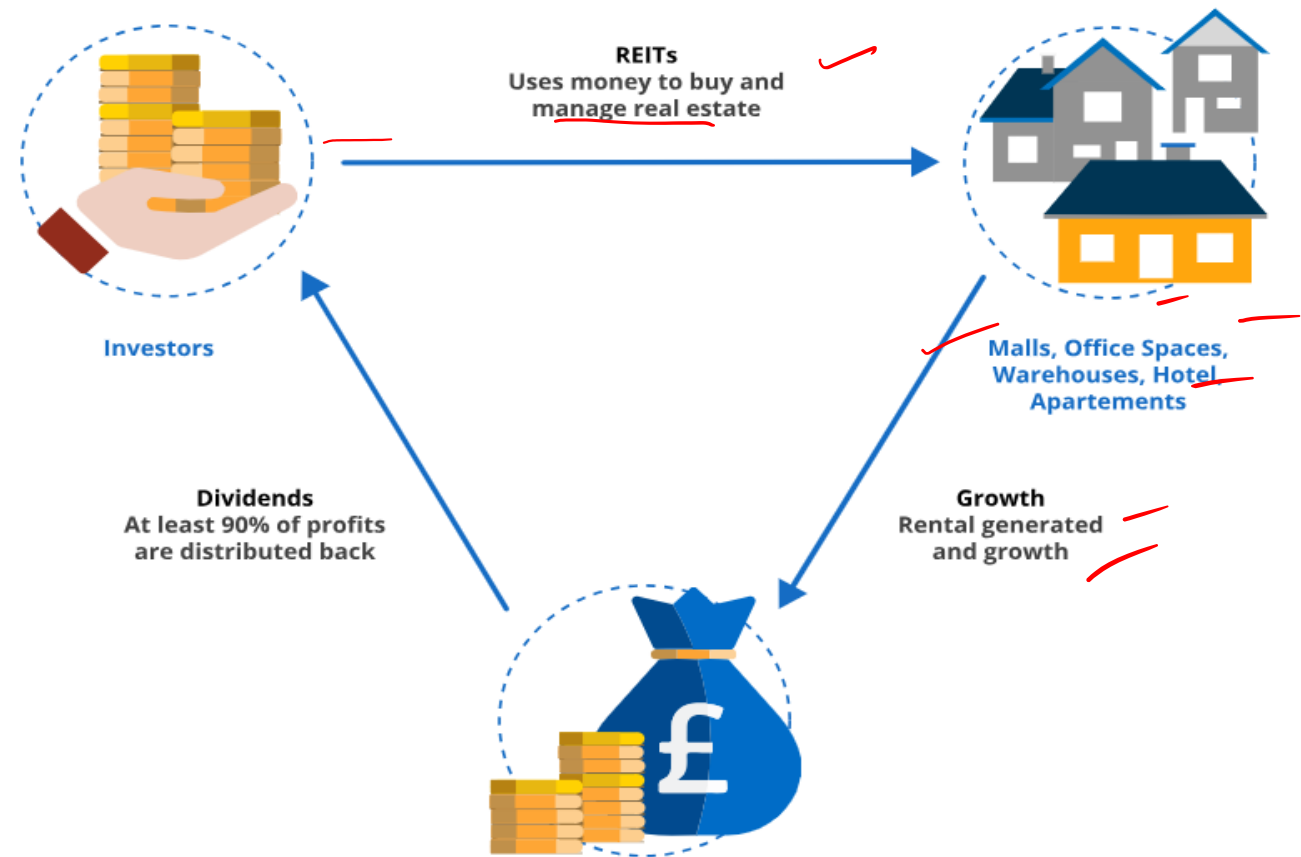 REITs
Uses money to buy and
manage real estate
Investors
Malls, Office Spaces,
Warehouses, Hotel,
Apartements
Dividends
At least 90% of profits
are distributed back
Growth
Rental generated
and growth
£